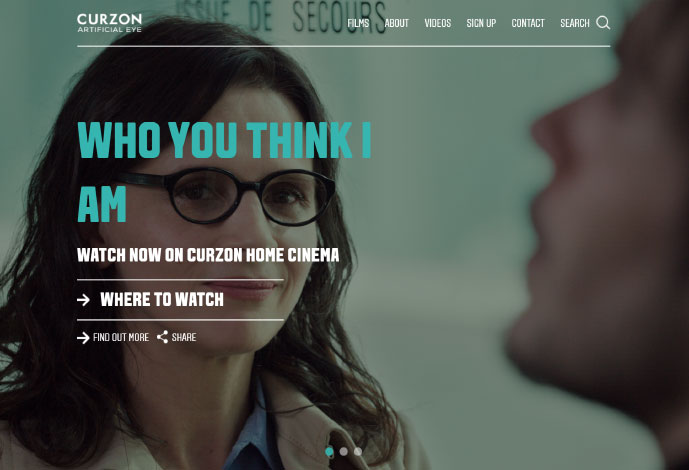 ISSUE DE SECOURS
CURZON
ARTIFICIAL EYE
FILMS ABOUT VIDEOS SIGN UP CONTACT SEARCH
WHO YOU THINK I
AM
WATCH NOW ON CURZON HOME CINEMA
WHERE TO WATCH
FIND OUT MORE SHARE